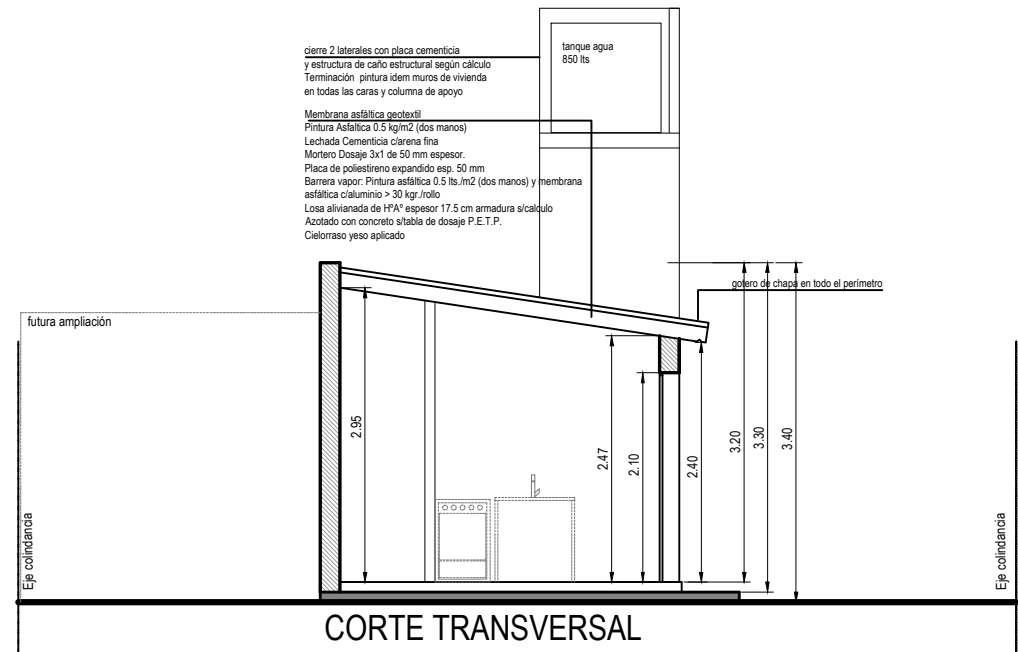 cierre 2 laterales con placa cementicia
y estructura de caño estructural según cálculo
Terminación pintura idem muros de vivienda
en todas las caras y columna de apoyo
tanque agua
850 lts
Membrana asfáltica geotextil
Pintura Asfaltica 0.5 kg/m2 (dos manos)
Lechada Cementicia c/arena fina
Mortero Dosaje 3x1 de 50 mm espesor.
Placa de poliestireno expandido esp. 50 mm
Barrera vapor: Pintura asfáltica 0.5 lts./m2 (dos manos) y membrana
asfáltica c/aluminio > 30 kgr./rollo
Losa alivianada de HºAº espesor 17.5 cm armadura s/calculo
Azotado con concreto s/tabla de dosaje P.E.T.P.
Cielorraso yeso aplicado
gotero de chapa en todo el perímetro
futura ampliación
2.95
2.47
2.10
2.40
3.20
3.30
3.40
Eje colindancia
Eje colindancia
CORTE TRANSVERSAL